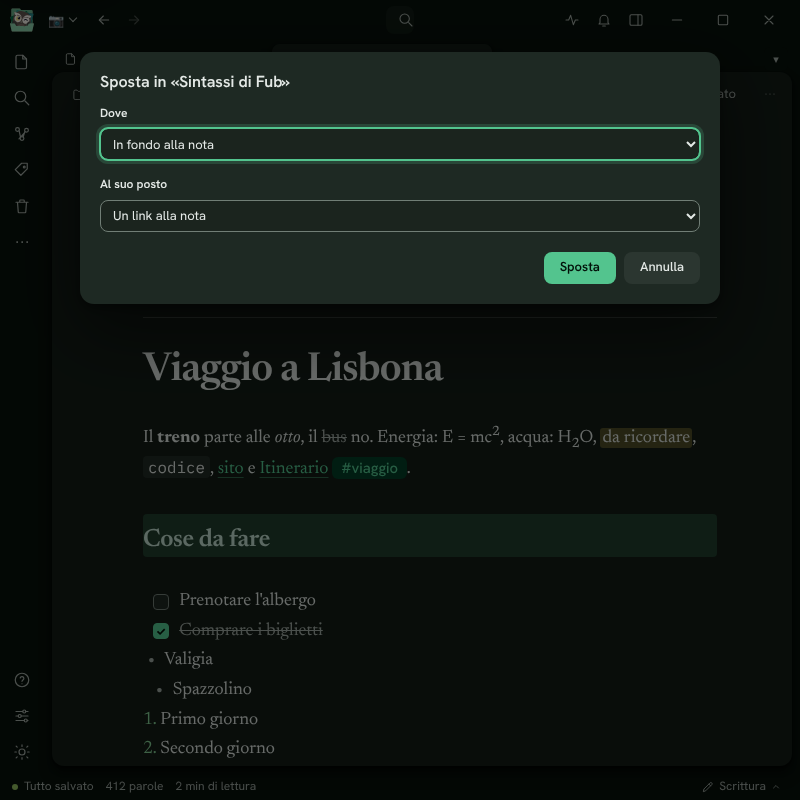 ato
Sposta in «Sintassi di Fub»
Dove
In fondo alla nota
Al suo posto
Un link alla nota
Sposta
Annulla
Viaggio a Lisbona
Il treno parte alle otto, il bus no. Energia: E = mc², acqua: H₂O, da ricordare,
codice, sito e Itinerario #viaggio.
Cose da fare
Prenotare l'albergo
Comprare i biglietti
• Valigia
• Spazzolino
1. Primo giorno
2. Secondo giorno
Tutto salvato 412 parole 2 min di lettura Scrittura